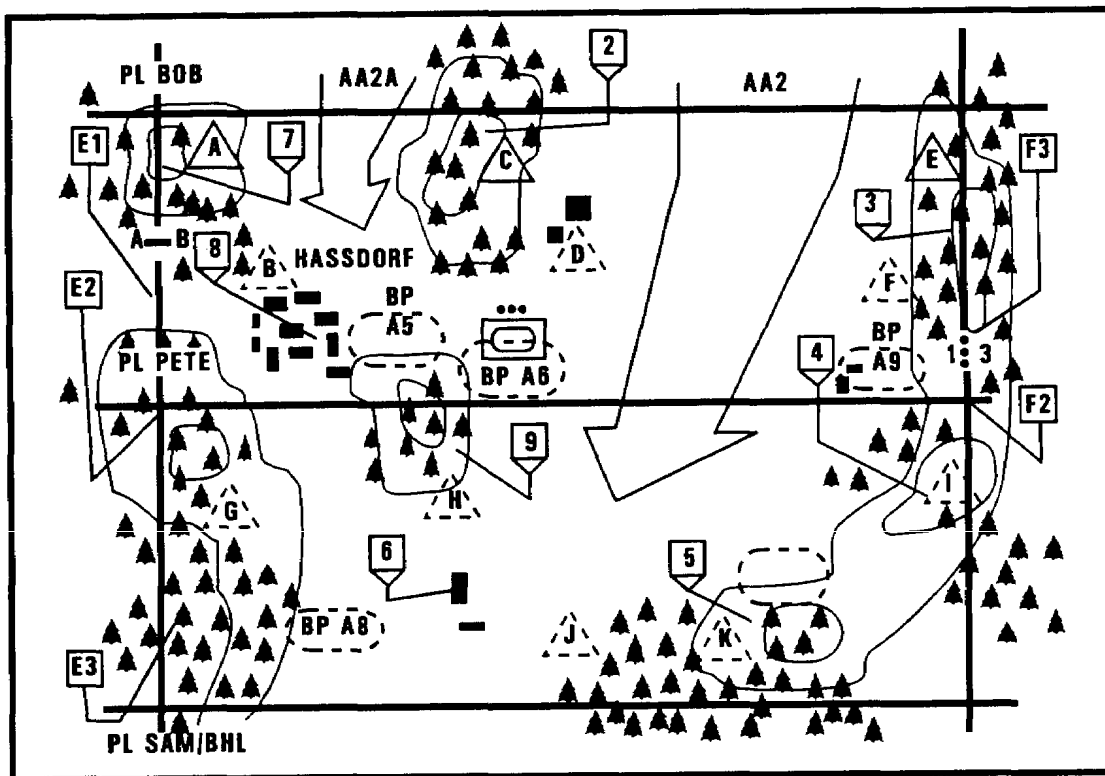 2
PL BOB
AA2A
AA2
E1
7
A
C
E
F3
3
A B
8
B
HASSDORF
D
F
E2
BP
A5
BP
A9
PL PETE
BP A6
4
1 3
F2
9
I
G
H
6
5
BP A8
J
K
E3
PL SAM/BHL